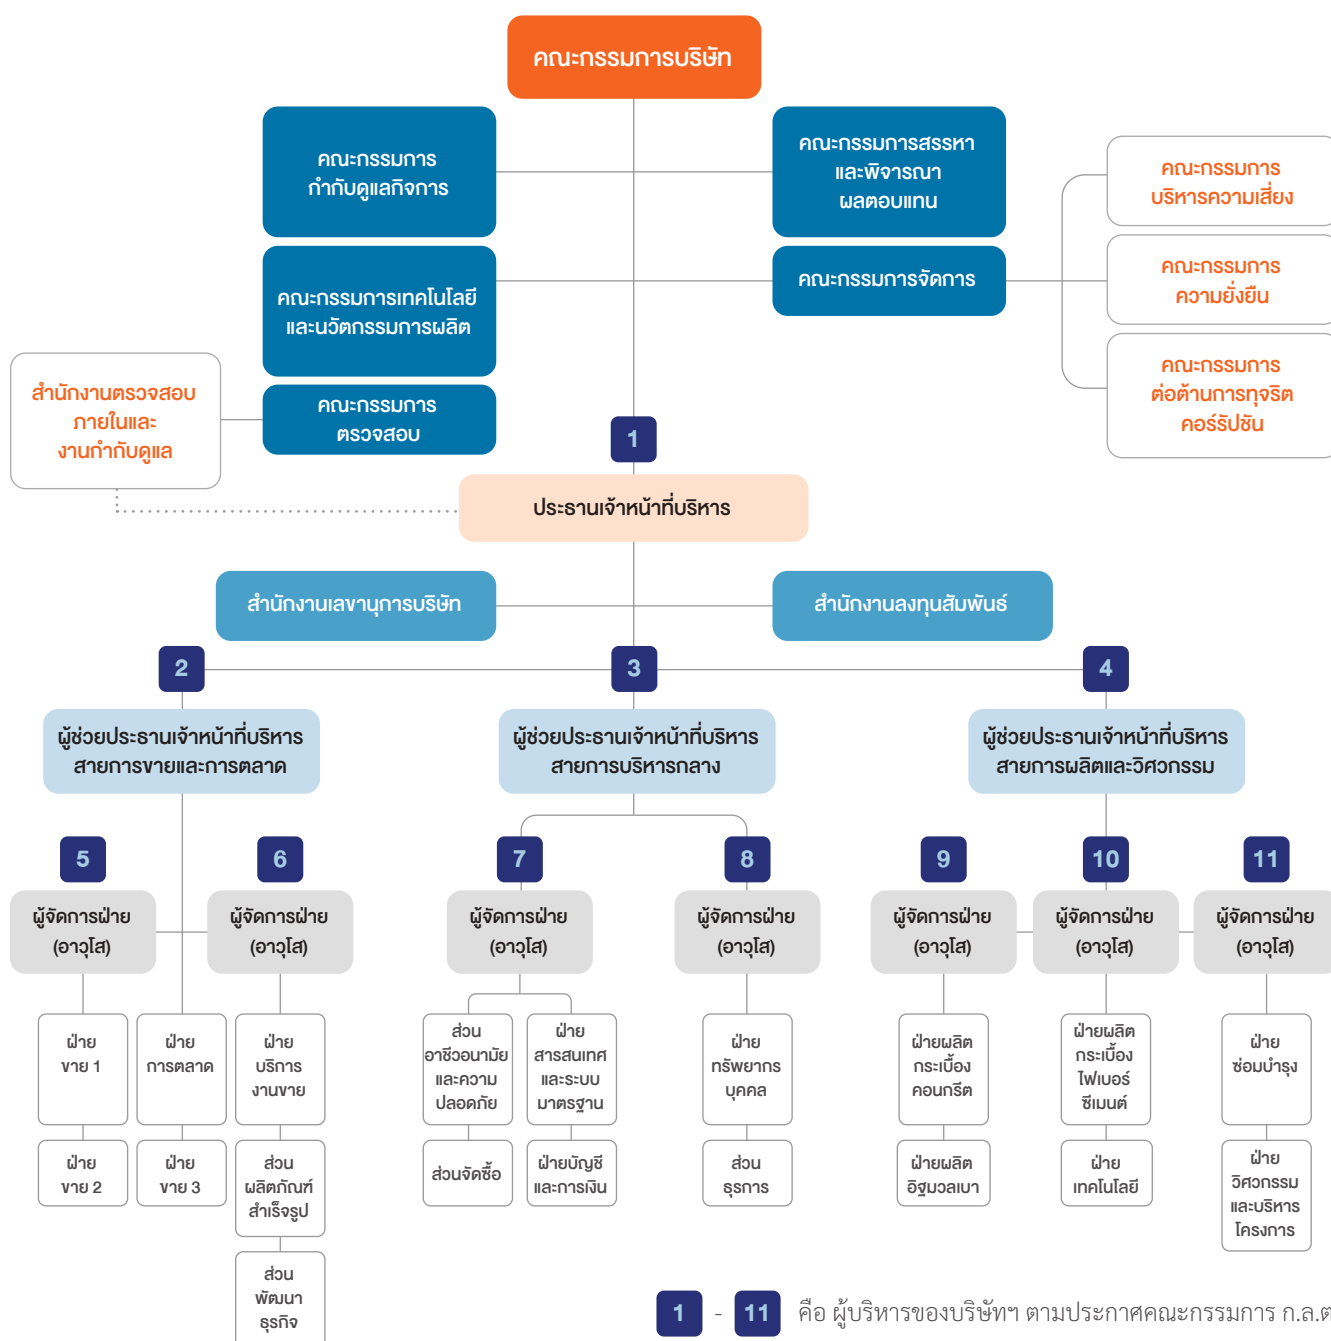 คณะกรรมการบริษัท
คณะกรรมการ
กำกับดูแลกิจการ
คณะกรรมการสรรหา
และพิจารณา
ผลตอบแทน
คณะกรรมการ
บริหารความเสี่ยง
คณะกรรมการเทคโนโลยี
และนวัตกรรมการผลิต
คณะกรรมการจัดการ
คณะกรรมการ
ความยั่งยืน
สำนักงานตรวจสอบ
ภายในและ
งานกำกับดูแล
คณะกรรมการ
ตรวจสอบ
คณะกรรมการ
ต่อต้านการทุจริต
คอร์รัปชัน
1
ประธานเจ้าหน้าที่บริหาร
สำนักงานเลขานุการบริษัท
สำนักงานลงทุนสัมพันธ์
2
3
4
ผู้ช่วยประธานเจ้าหน้าที่บริหาร
สายการขายและการตลาด
ผู้ช่วยประธานเจ้าหน้าที่บริหาร
สายการบริหารกลาง
ผู้ช่วยประธานเจ้าหน้าที่บริหาร
สายการผลิตและวิศวกรรม
5
6
7
8
9
10
11
ผู้จัดการฝ่าย
(อาวุโส)
ผู้จัดการฝ่าย
(อาวุโส)
ผู้จัดการฝ่าย
(อาวุโส)
ผู้จัดการฝ่าย
(อาวุโส)
ผู้จัดการฝ่าย
(อาวุโส)
ผู้จัดการฝ่าย
(อาวุโส)
ผู้จัดการฝ่าย
(อาวุโส)
ฝ่าย
ขาย 1
ฝ่าย
การตลาด
ฝ่าย
บริการ
งานขาย
ส่วน
อาชีวอนามัย
และความ
ปลอดภัย
ฝ่าย
สารสนเทศ
และระบบ
มาตรฐาน
ฝ่าย
ทรัพยากร
บุคคล
ฝ่ายผลิต
กระเบื้อง
คอนกรีต
ฝ่ายผลิต
กระเบื้อง
ไฟเบอร์
ซีเมนต์
ฝ่าย
ซ่อมบำรุง
ฝ่าย
ขาย 2
ฝ่าย
ขาย 3
ส่วน
ผลิตภัณฑ์
สำเร็จรูป
ส่วนจัดซื้อ
ฝ่ายบัญชี
และการเงิน
ส่วน
ธุรการ
ฝ่ายผลิต
อิฐมวลเบา
ฝ่าย
เทคโนโลยี
ฝ่าย
วิศวกรรม
และบริหาร
โครงการ
ส่วน
พัฒนา
ธุรกิจ
1 - 11 คือ ผู้บริหารของบริษัทฯ ตามประกาศคณะกรรมการ ก.ล.ต